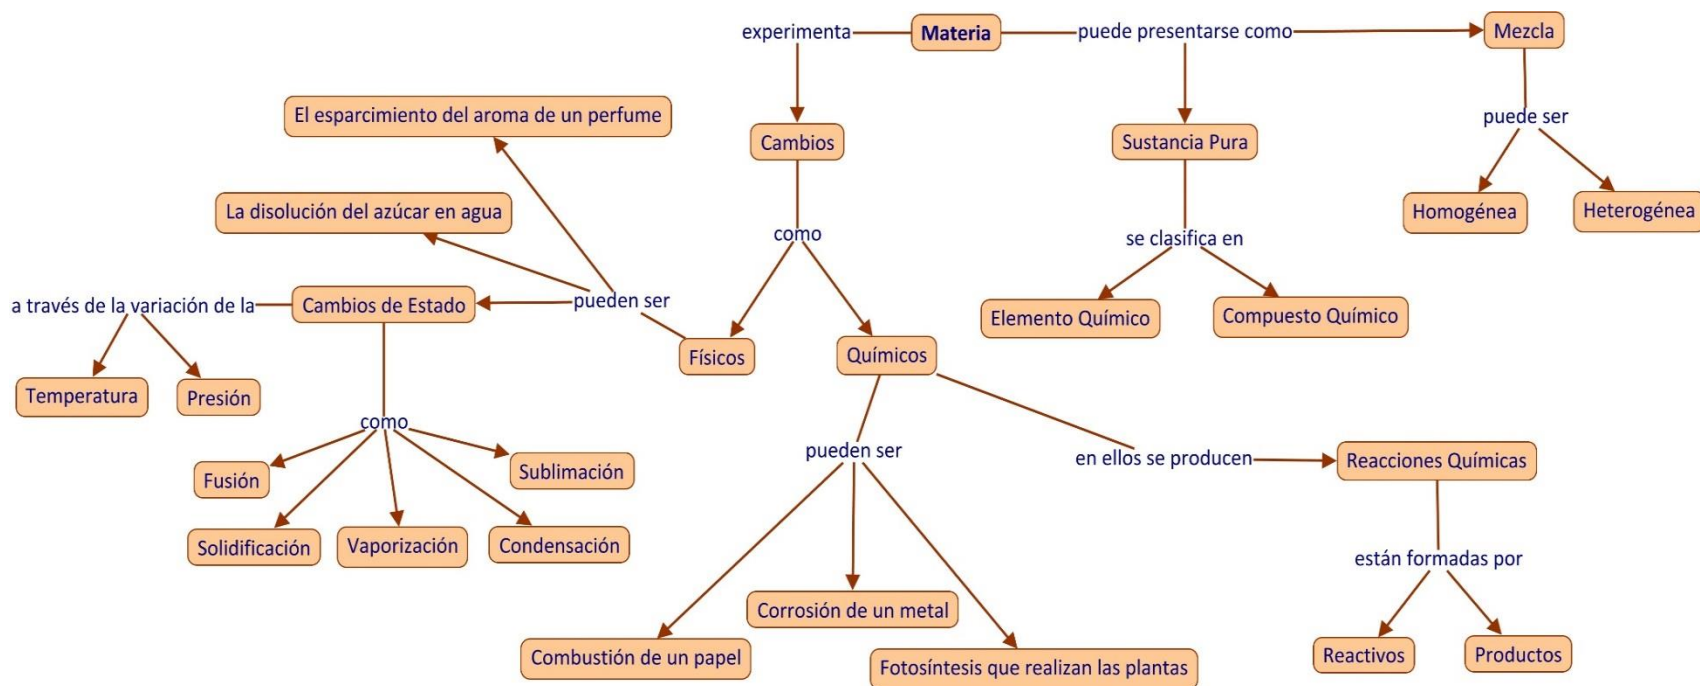 experimenta
Materia
puede presentarse como
Mezcla
El esparcimiento del aroma de un perfume
Cambios
Sustancia Pura
puede ser
La disolución del azúcar en agua
Homogénea
Heterogénea
como
se clasifica en
a través de la variación de la
Cambios de Estado
pueden ser
Elemento Químico
Compuesto Químico
Físicos
Químicos
Temperatura
Presión
como
pueden ser
en ellos se producen
Reacciones Químicas
Fusión
Sublimación
Solidificación
Vaporización
Condensación
están formadas por
Corrosión de un metal
Combustión de un papel
Fotosíntesis que realizan las plantas
Reactivos
Productos